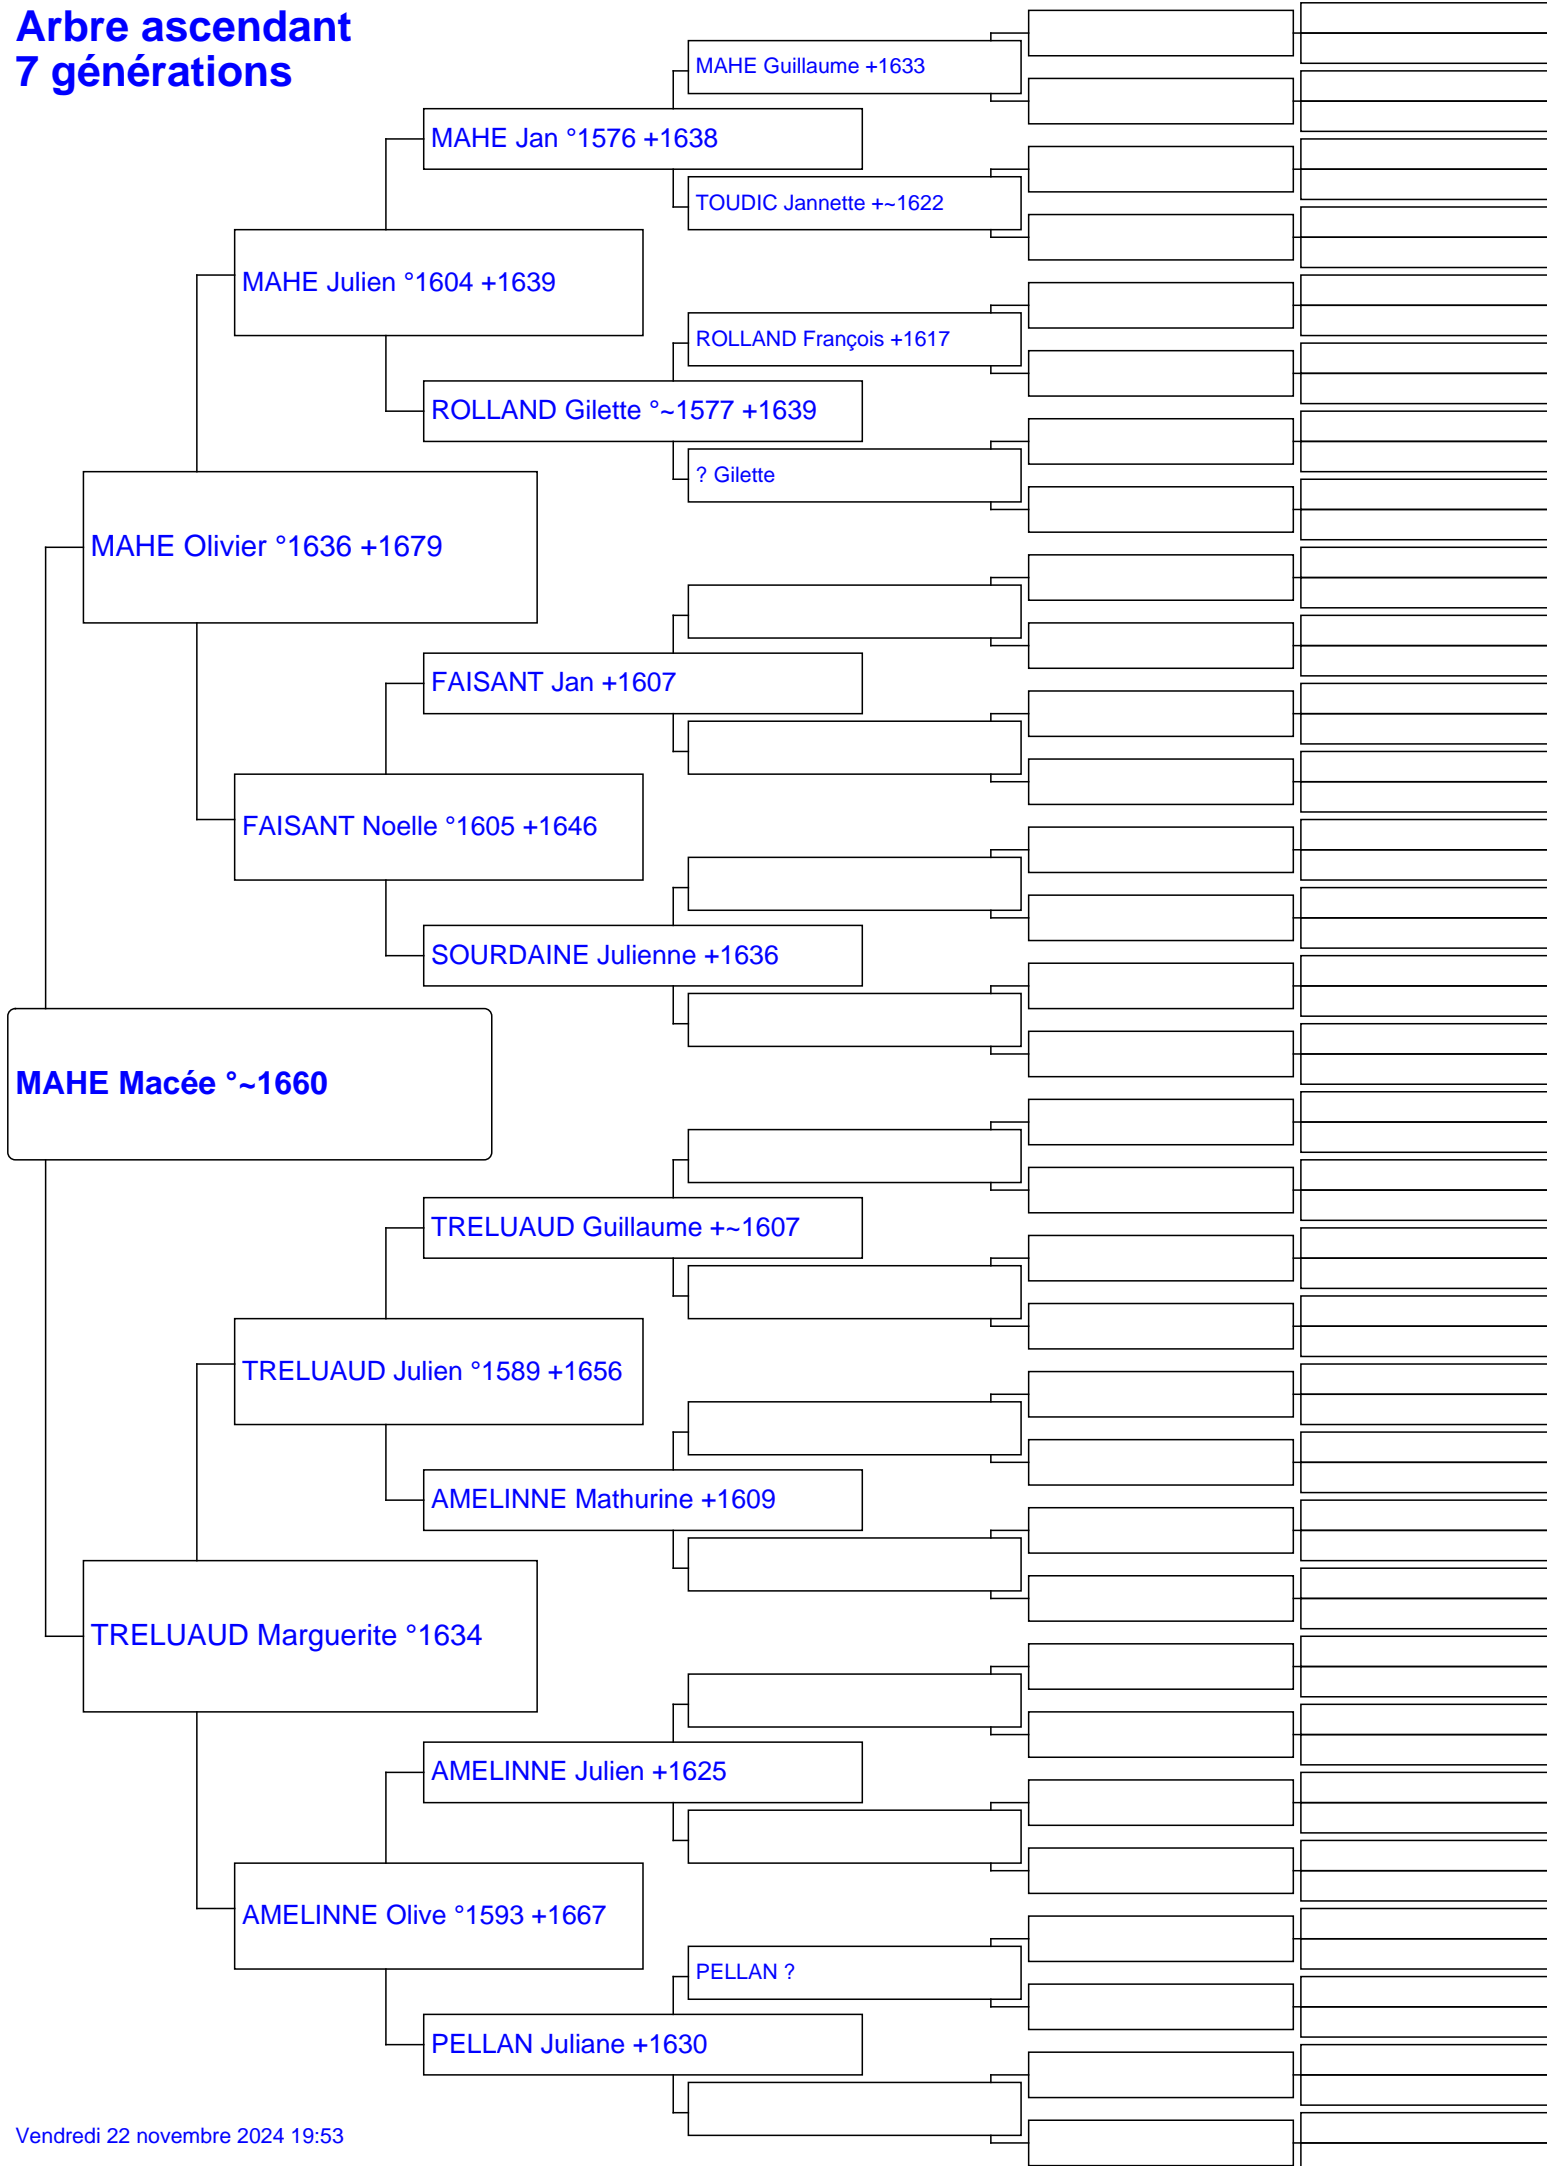 Arbre ascendant
7 générations
MAHE Guillaume +1633
MAHE Jan °1576 +1638
TOUDIC Jannette +~1622
MAHE Julien °1604 +1639
ROLLAND François +1617
ROLLAND Gilette °~1577 +1639
? Gilette
MAHE Olivier °1636 +1679
FAISANT Jan +1607
FAISANT Noelle °1605 +1646
SOURDAINE Julienne +1636
MAHE Macée °~1660
TRELUAUD Guillaume +~1607
TRELUAUD Julien °1589 +1656
AMELINNE Mathurine +1609
TRELUAUD Marguerite °1634
AMELINNE Julien +1625
AMELINNE Olive °1593 +1667
PELLAN ?
PELLAN Juliane +1630
Vendredi 22 novembre 2024 19:53